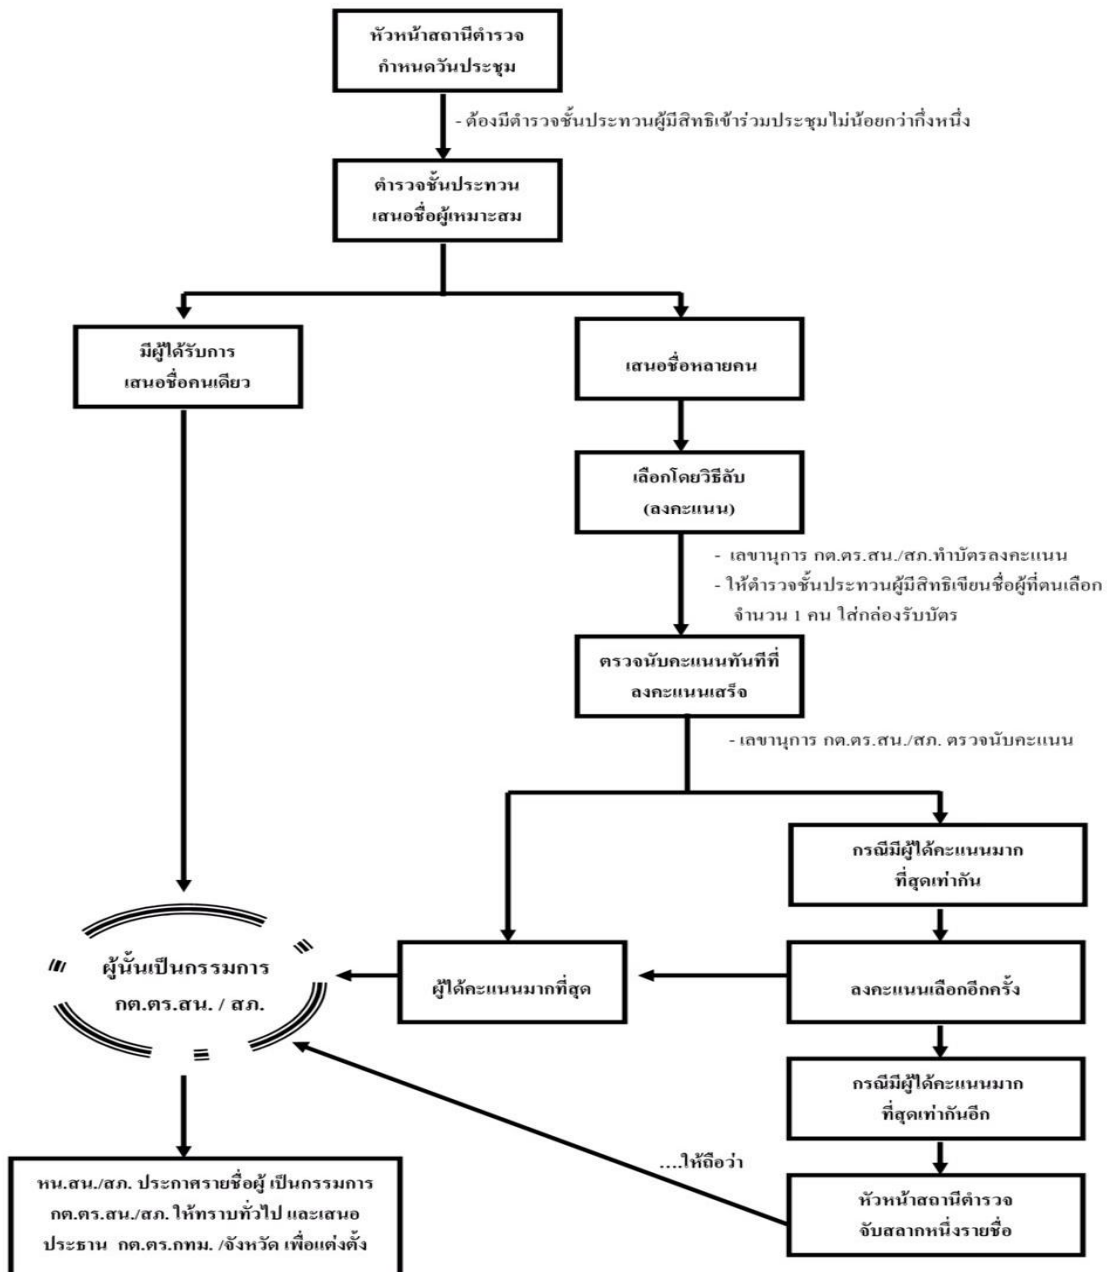 หัวหน้าสถานีตำรวจ
กำหนดวันประชุม
- ต้องมีตำรวจชั้นประทวนผู้มีสิทธิเข้าร่วมประชุมไม่น้อยกว่ากึ่งหนึ่ง
ตำรวจชั้นประทวน
เสนอชื่อผู้เหมาะสม
มีผู้ได้รับการ
เสนอชื่อคนเดียว
เสนอชื่อหลายคน
เลือกโดยวิธีลับ
(ลงคะแนน)
- เลขานุการ กต.ตร.สน./สภ.ทำบัตรลงคะแนน
- ให้ตำรวจชั้นประทวนผู้มีสิทธิเขียนชื่อผู้ที่ตนเลือก
จำนวน 1 คน ใส่กล่องรับบัตร
ตรวจนับคะแนนทันทีที่
ลงคะแนนเสร็จ
- เลขานุการ กต.ตร.สน./สภ. ตรวจนับคะแนน
กรณีมีผู้ได้คะแนนมาก
ที่สุดเท่ากัน
ผู้นั้นเป็นกรรมการ
กต.ตร.สน. / สภ.
ผู้ได้คะแนนมากที่สุด
ลงคะแนนเลือกอีกครั้ง
กรณีมีผู้ได้คะแนนมาก
ที่สุดเท่ากันอีก
....ให้ถือว่า
หัวหน้าสถานีตำรวจ
จับสลากหนึ่งรายชื่อ
หน.สน./สภ. ประกาศรายชื่อผู้ เป็นกรรมการ
กต.ตร.สน./สภ. ให้ทราบทั่วไป และเสนอ
ประธาน กต.ตร.กทม. /จังหวัด เพื่อแต่งตั้ง